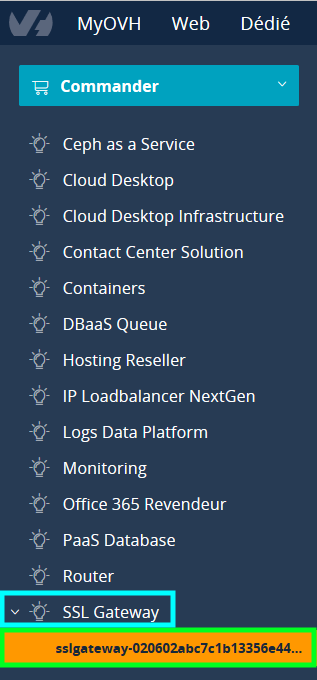 MyOVH Web Dédié
Commander
Ceph as a Service
Cloud Desktop
Cloud Desktop Infrastructure
Contact Center Solution
Containers
DBaaS Queue
Hosting Reseller
IP Loadbalancer NextGen
Logs Data Platform
Monitoring
Office 365 Revendeur
PaaS Database
Router
SSL Gateway
sslgateway-020602abc7c1b13356e44...